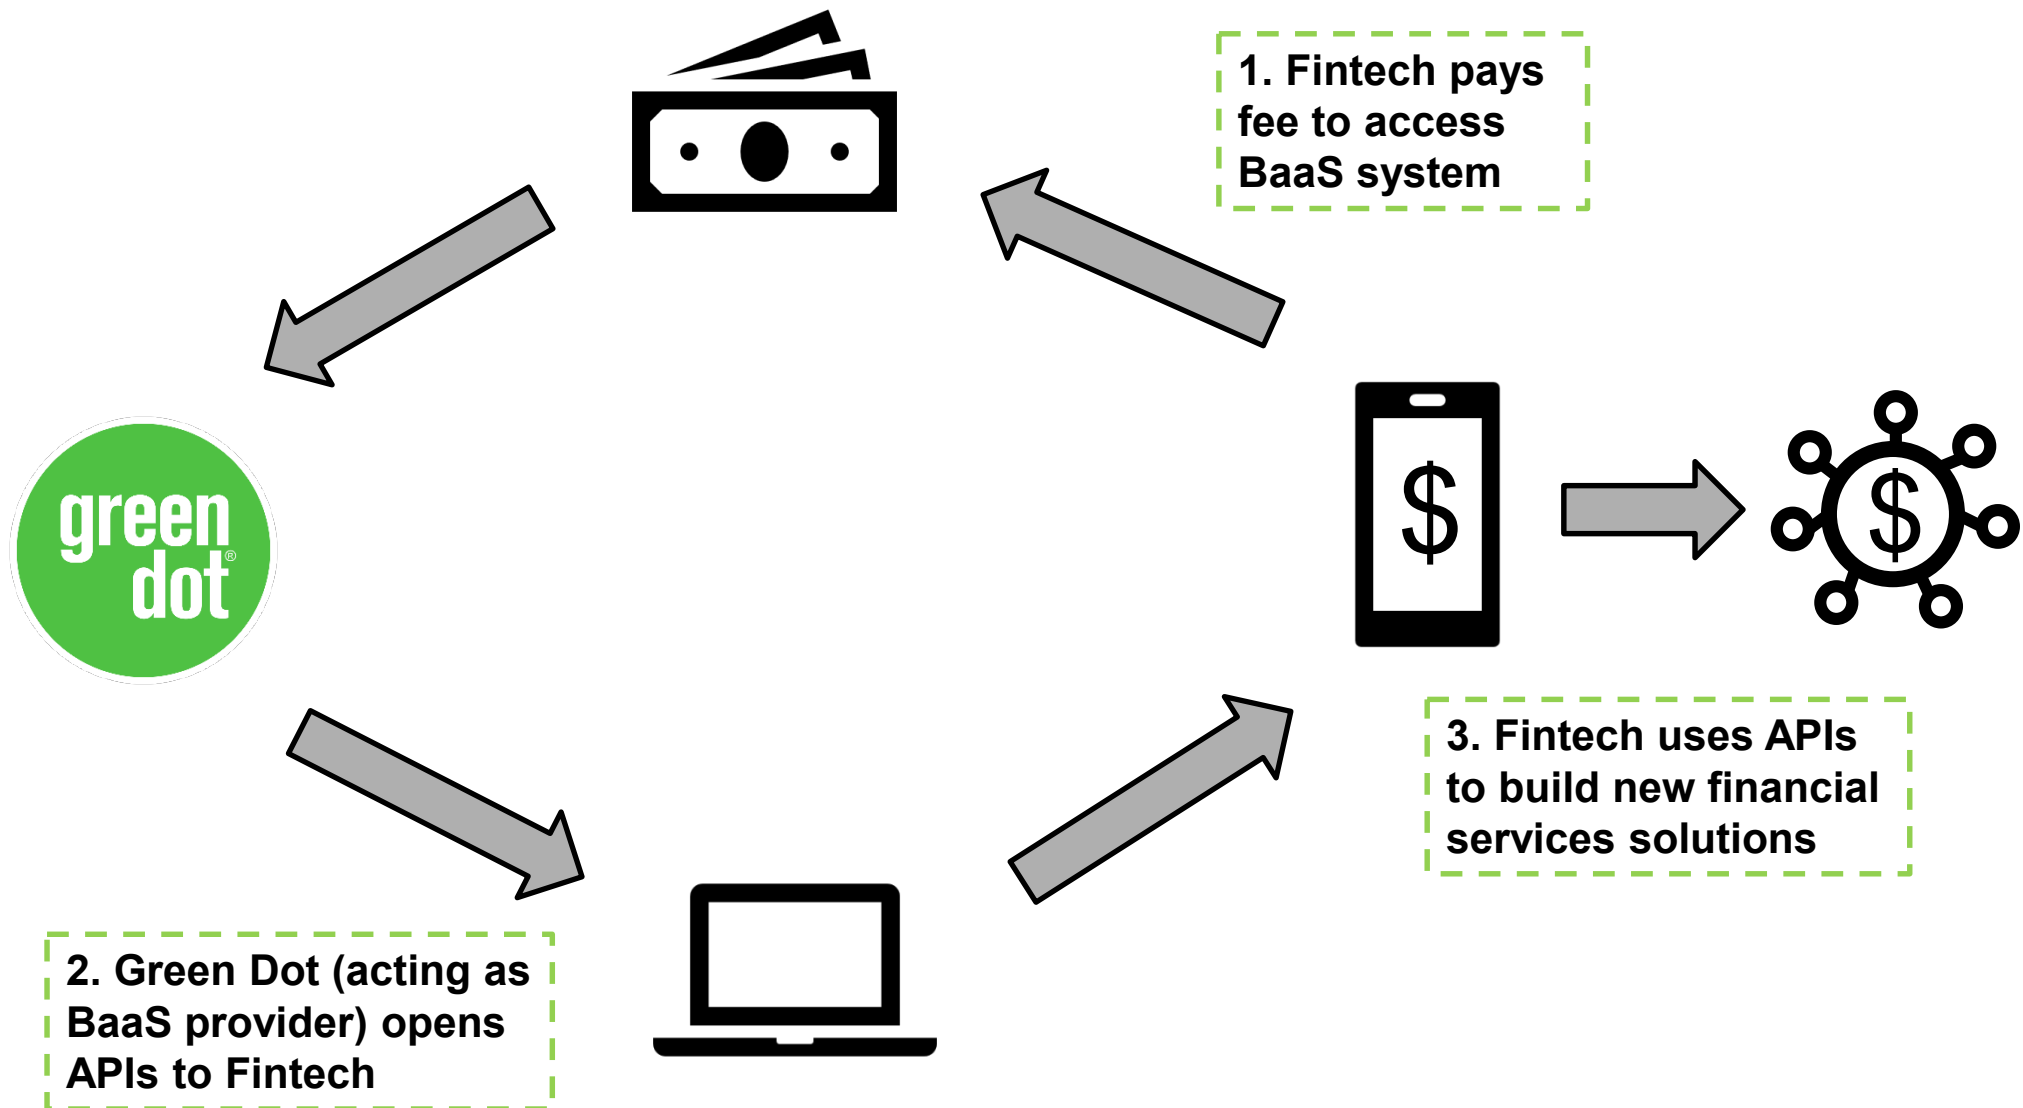 1. Fintech pays
fee to access
BaaS system
green
dot®
$
$
3. Fintech uses APIs
to build new financial
services solutions
2. Green Dot (acting as
BaaS provider) opens
APIs to Fintech